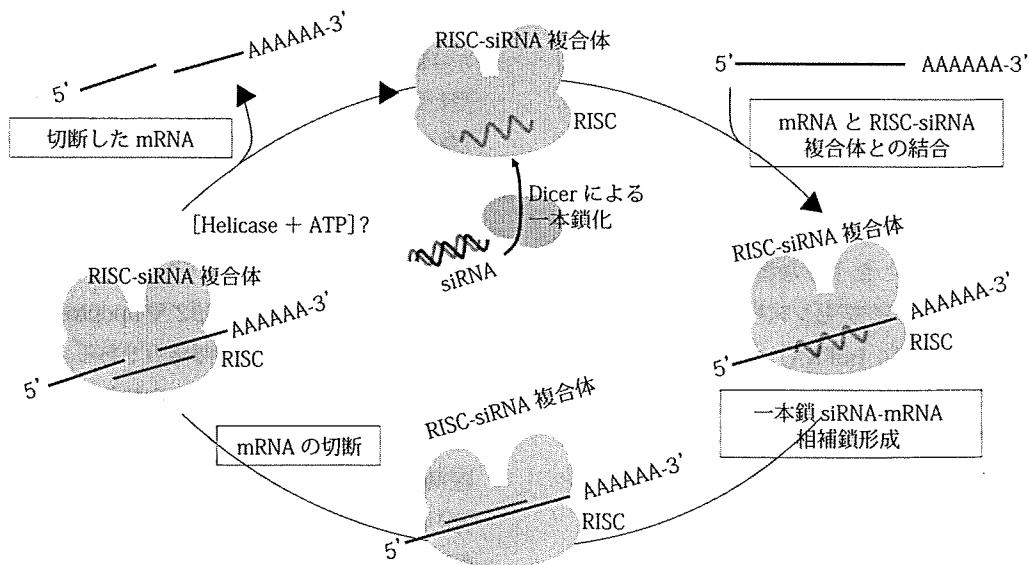 RISC-siRNA 複合体
RISC
5’
AAAAAA-3’
切断した mRNA
5’
AAAAAA-3’
mRNA と RISC-siRNA
複合体との結合
Dicer による
一本鎖化
siRNA
[Helicase + ATP]?
RISC-siRNA 複合体
AAAAAA-3’
RISC
5’
RISC-siRNA 複合体
AAAAAA-3’
RISC
5’
一本鎖 siRNA-mRNA
相補鎖形成
mRNA の切断
RISC-siRNA 複合体
AAAAAA-3’
RISC
5’